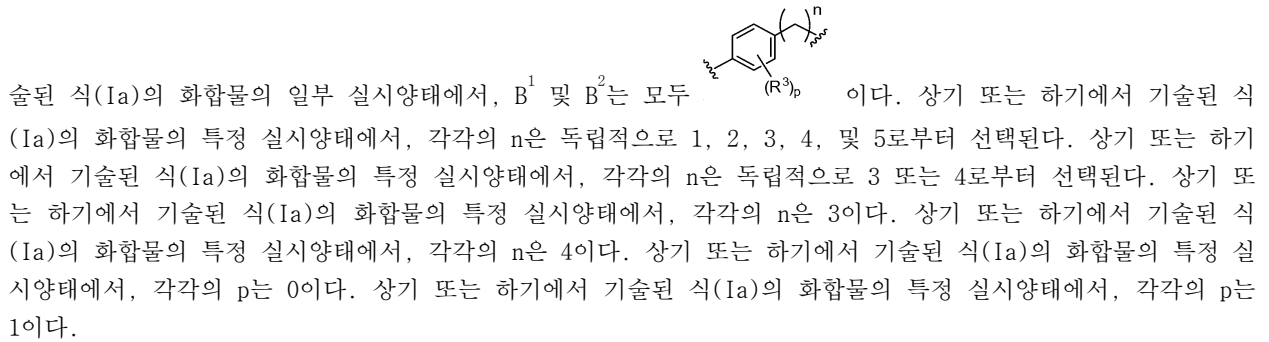 n
(R³)p
술된 식(Ia)의 화합물의 일부 실시양태에서, B¹ 및 B²는 모두 이다. 상기 또는 하기에서 기술된 식
(Ia)의 화합물의 특정 실시양태에서, 각각의 n은 독립적으로 1, 2, 3, 4, 및 5로부터 선택된다. 상기 또는 하기
에서 기술된 식(Ia)의 화합물의 특정 실시양태에서, 각각의 n은 독립적으로 3 또는 4로부터 선택된다. 상기 또
는 하기에서 기술된 식(Ia)의 화합물의 특정 실시양태에서, 각각의 n은 3이다. 상기 또는 하기에서 기술된 식
(Ia)의 화합물의 특정 실시양태에서, 각각의 n은 4이다. 상기 또는 하기에서 기술된 식(Ia)의 화합물의 특정 실
시양태에서, 각각의 p는 0이다. 상기 또는 하기에서 기술된 식(Ia)의 화합물의 특정 실시양태에서, 각각의 p는
1이다.